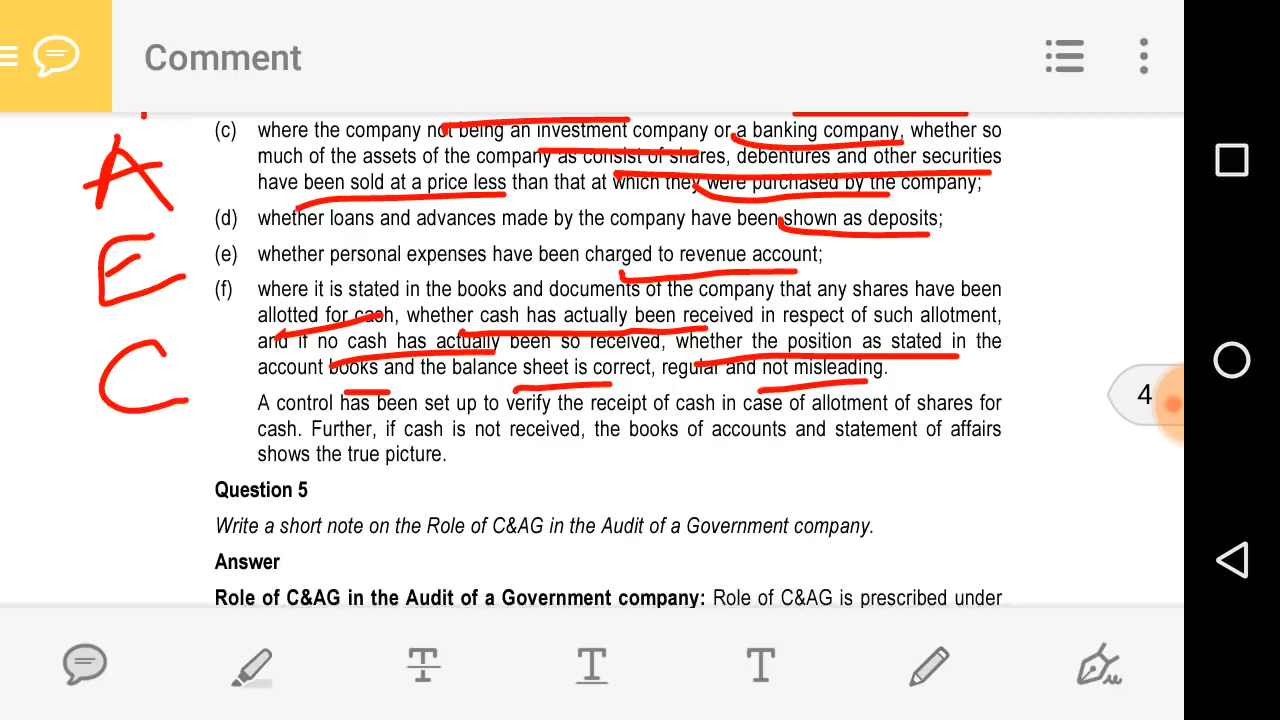 Comment
(c) where the company not being an investment company or a banking company, whether so
much of the assets of the company as consist of shares, debentures and other securities
have been sold at a price less than that at which they were purchased by the company;
(d) whether loans and advances made by the company have been shown as deposits;
(e) whether personal expenses have been charged to revenue account;
(f) where it is stated in the books and documents of the company that any shares have been
allotted for cash, whether cash has actually been received in respect of such allotment,
and if no cash has actually been so received, whether the position as stated in the
account books and the balance sheet is correct, regular and not misleading.
A control has been set up to verify the receipt of cash in case of allotment of shares for
cash. Further, if cash is not received, the books of accounts and statement of affairs
shows the true picture.
Question 5
Write a short note on the Role of C&AG in the Audit of a Government company.
Answer
Role of C&AG in the Audit of a Government company: Role of C&AG is prescribed under
A
E
C
4
T
T
T